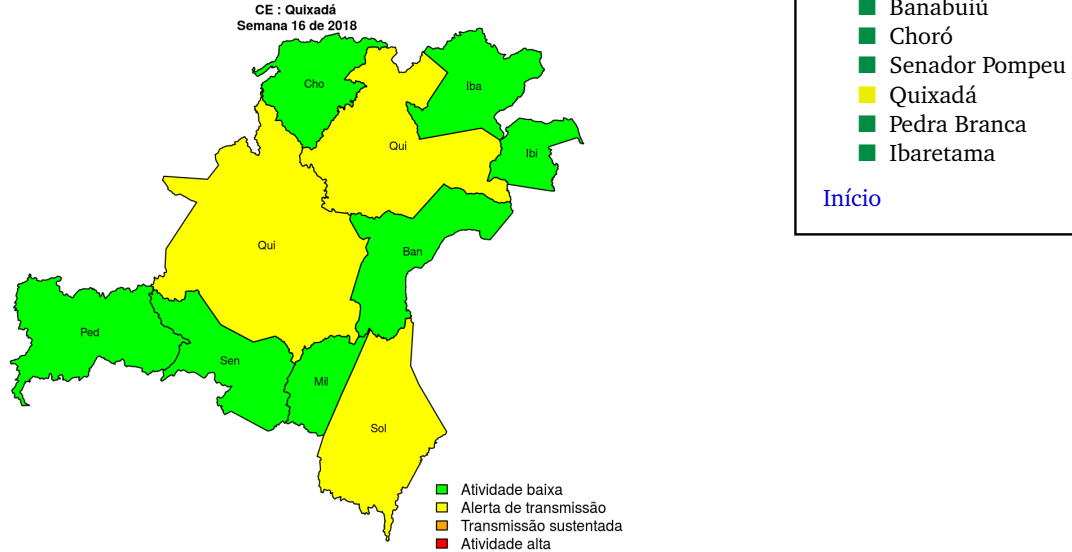 CE : Quixadá
Semana 16 de 2018
Cho
Iba
Qui
Ibi
Qui
Ban
Ped
Sen
Mil
Sol
Atividade baixa
Alerta de transmissão
Transmissão sustentada
Atividade alta
Banabuiú
Choró
Senador Pompeu
Quixadá
Pedra Branca
Ibaretama
Início